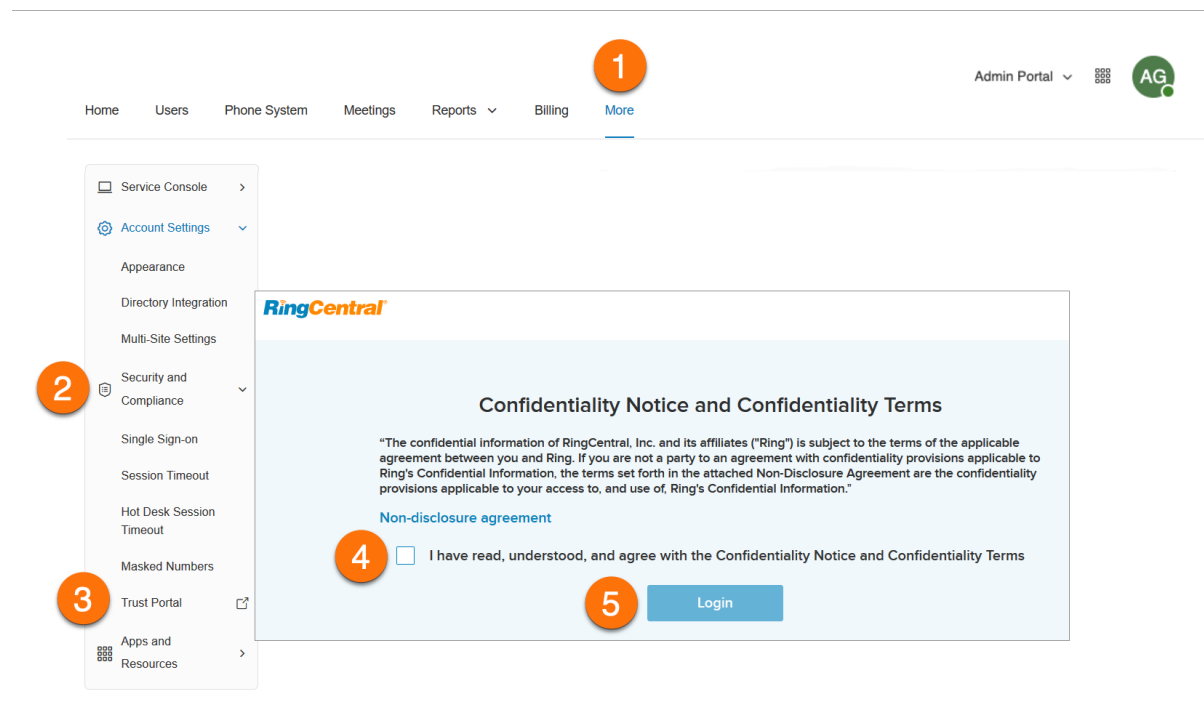 1
Admin Portal
AG
Home Users Phone System Meetings Reports Billing More
Service Console
Account Settings
Appearance
Directory Integration
Multi-Site Settings
2
Security and
Compliance
Single Sign-on
Session Timeout
Hot Desk Session
Timeout
Masked Numbers
3
Trust Portal
Apps and
Resources
RingCentral®
Confidentiality Notice and Confidentiality Terms
“The confidential information of RingCentral, Inc. and its affiliates ("Ring") is subject to the terms of the applicable
agreement between you and Ring. If you are not a party to an agreement with confidentiality provisions applicable to
Ring's Confidential Information, the terms set forth in the attached Non-Disclosure Agreement are the confidentiality
provisions applicable to your access to, and use of, Ring's Confidential Information.”
Non-disclosure agreement
4
I have read, understood, and agree with the Confidentiality Notice and Confidentiality Terms
5
Login